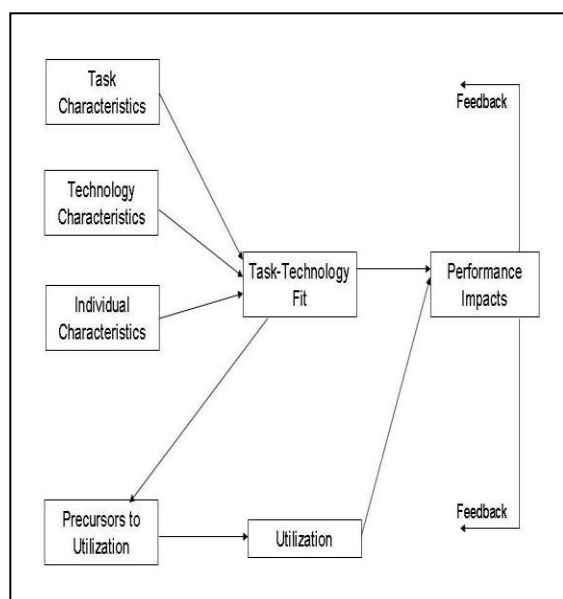 Task
Characteristics
Feedback
Technology
Characteristics
Task-Technology
Fit
Performance
Impacts
Individual
Characteristics
Precursors to
Utilization
Utilization
Feedback